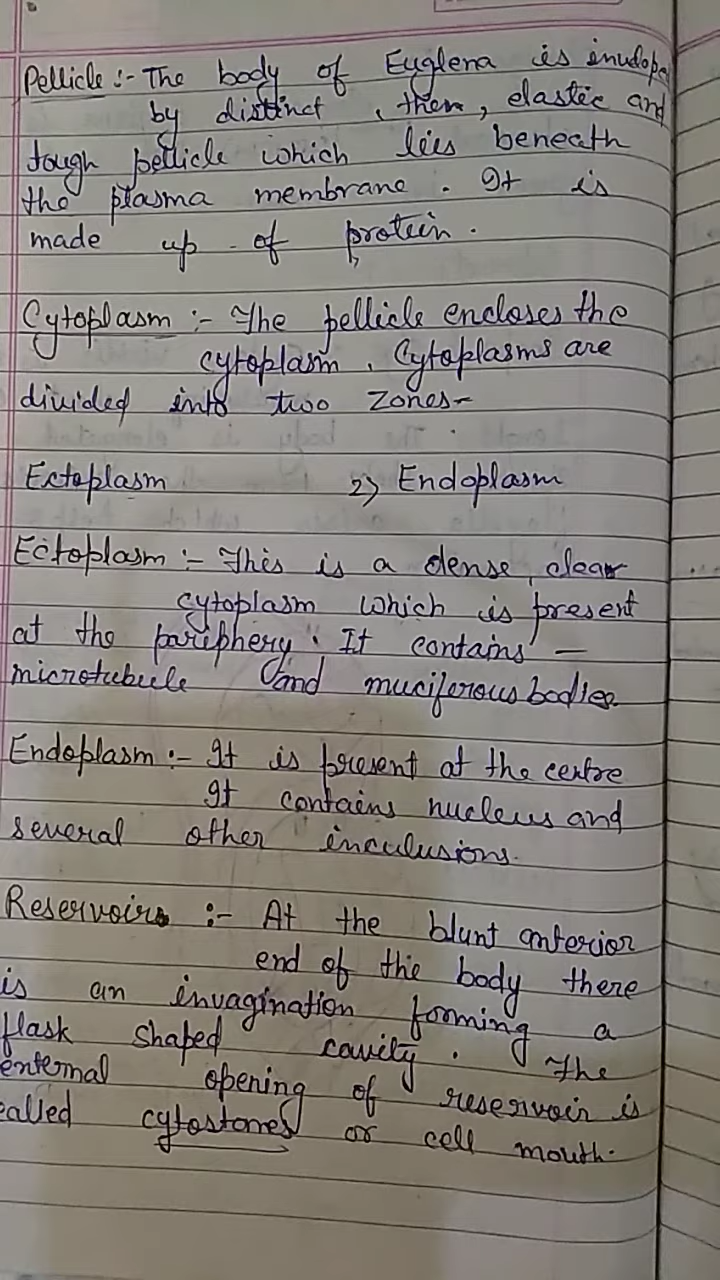 Pellicle :- The body of Euglena is inudope
by distinct , them, elastic and
tough pellicle which lies beneath
the plasma membrane. It is
made up of protein.
Cytoplasm :- The pellicle encloses the
cytoplasm. Cytoplasms are
divided into two zones-
Ectoplasm 2) Endoplasm
Ectoplasm :- This is a dense, clear
cytoplasm which is present
at the pariphery. It contains -
microtubule and muciferous bodies
Endoplasm :- It is present at the centre
It contains nucleus and
several other inculusions.
Reservoirs :- At the blunt anterior
end of the body there
is an invagination forming a
flask shaped cavity. The
enternal opening of reservoir is
called cytostomes or cell mouth.